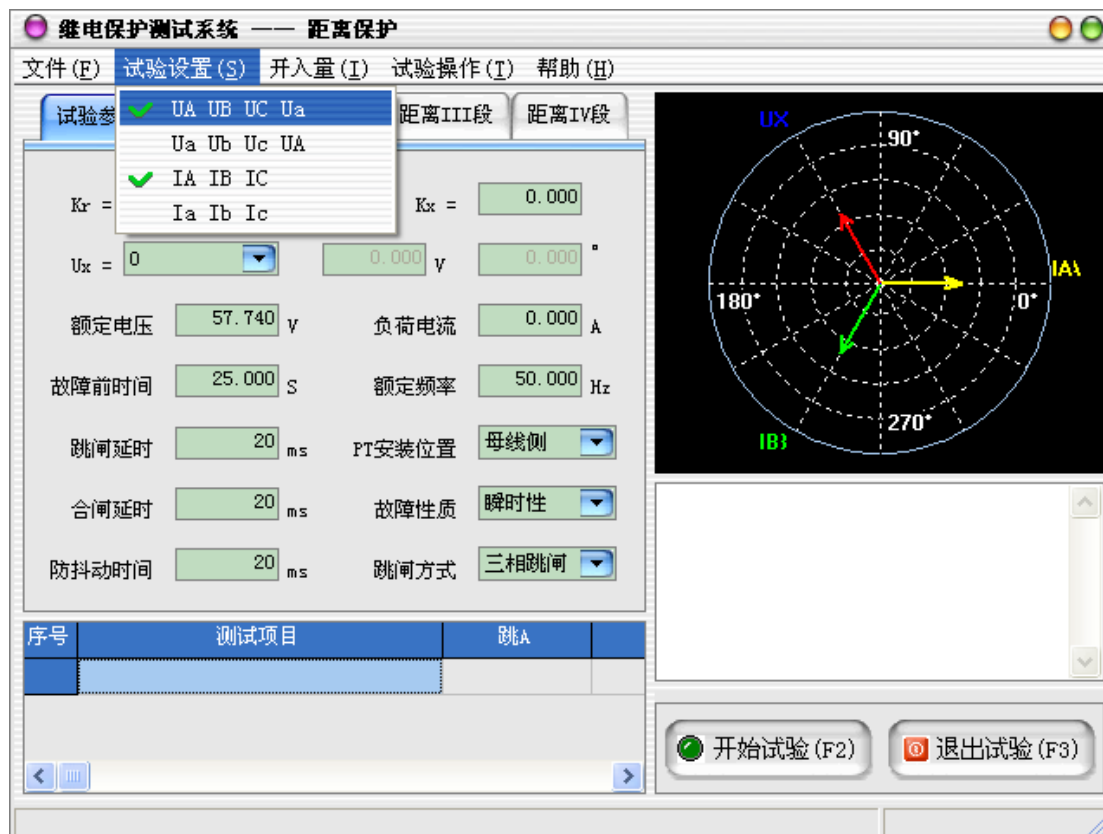 继电保护测试系统 —— 距离保护
文件(F) 试验设置(S) 开入量(I) 试验操作(T) 帮助(H)
UA UB UC Ua
Ua Ub Uc UA
IA IB IC
Ia Ib Ic
试验参 距离III段 距离IV段
Kr = Kx = 0.000
Ux = 0 0.000 V 0.000 °
额定电压 57.740 V 负荷电流 0.000 A
故障前时间 25.000 S 额定频率 50.000 Hz
跳闸延时 20 ms PT安装位置 母线侧
合闸延时 20 ms 故障性质 瞬时性
防抖动时间 20 ms 跳闸方式 三相跳闸
序号 测试项目 跳A
UX
90°
180°
0°
270°
开始试验(F2) 退出试验(F3)